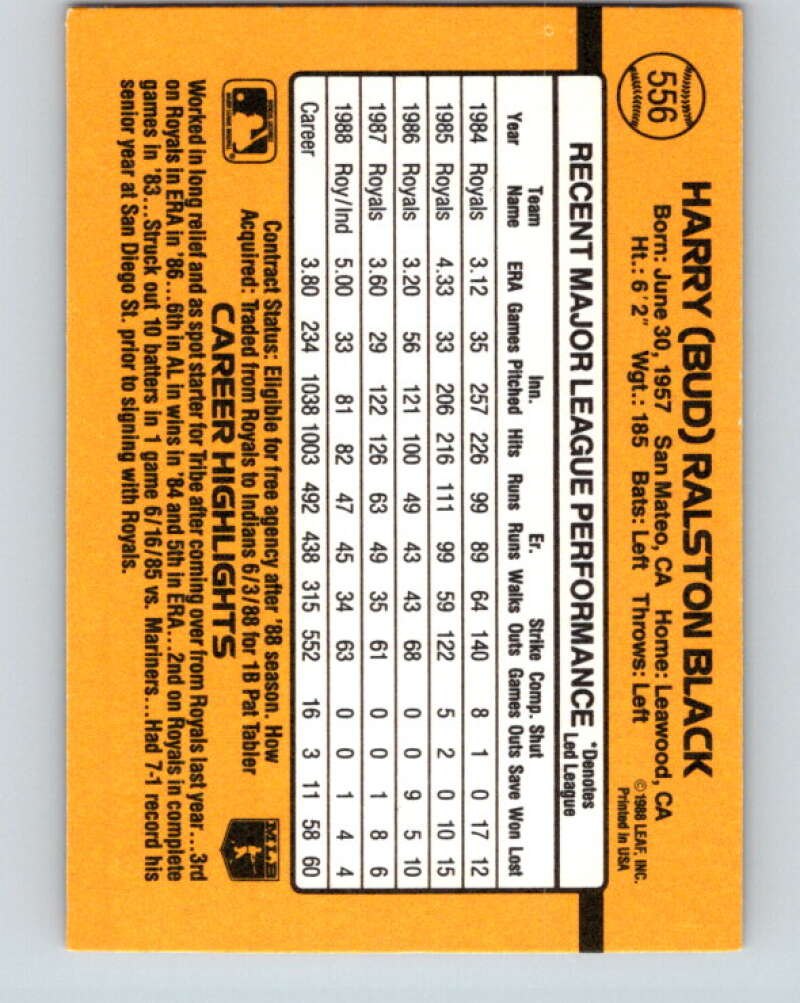 556
HARRY (BUD) RALSTON BLACK
Born: June 30, 1957 San Mateo, CA Home: Leawood, CA
Ht.: 6'2" Wgt.: 185 Bats: Left Throws: Left
© 1988 LEAF, INC.
Printed in USA
RECENT MAJOR LEAGUE PERFORMANCE
*Denotes
Led League
Team Inn. Er. Strike Comp. Shut
Year Name ERA Games Pitched Hits Runs Runs Walks Outs Games Outs Save Won Lost
1984 Royals 3.12 35 257 226 99 89 64 140 8 1 0 17 12
1985 Royals 4.33 33 206 216 111 99 59 122 5 2 0 10 15
1986 Royals 3.20 56 121 100 49 43 43 68 0 0 9 5 10
1987 Royals 3.60 29 122 126 63 49 35 61 0 0 1 8 6
1988 Roy/Ind 5.00 33 81 82 47 45 34 63 0 0 1 4 4
Career 3.80 234 1038 1003 492 438 315 552 16 3 11 58 60
Contract Status: Eligible for free agency after '88 season. How
Acquired: Traded from Royals to Indians 6/3/88 for 1B Pat Tabler
MLB
CAREER HIGHLIGHTS
Worked in long relief and as spot starter for Tribe after coming over from Royals last year...3rd
on Royals in ERA in '86...6th in AL in wins in '84 and 5th in ERA...2nd on Royals in complete
games in '83...Struck out 10 batters in 1 game 6/16/85 vs. Mariners...Had 7-1 record his
senior year at San Diego St. prior to signing with Royals.